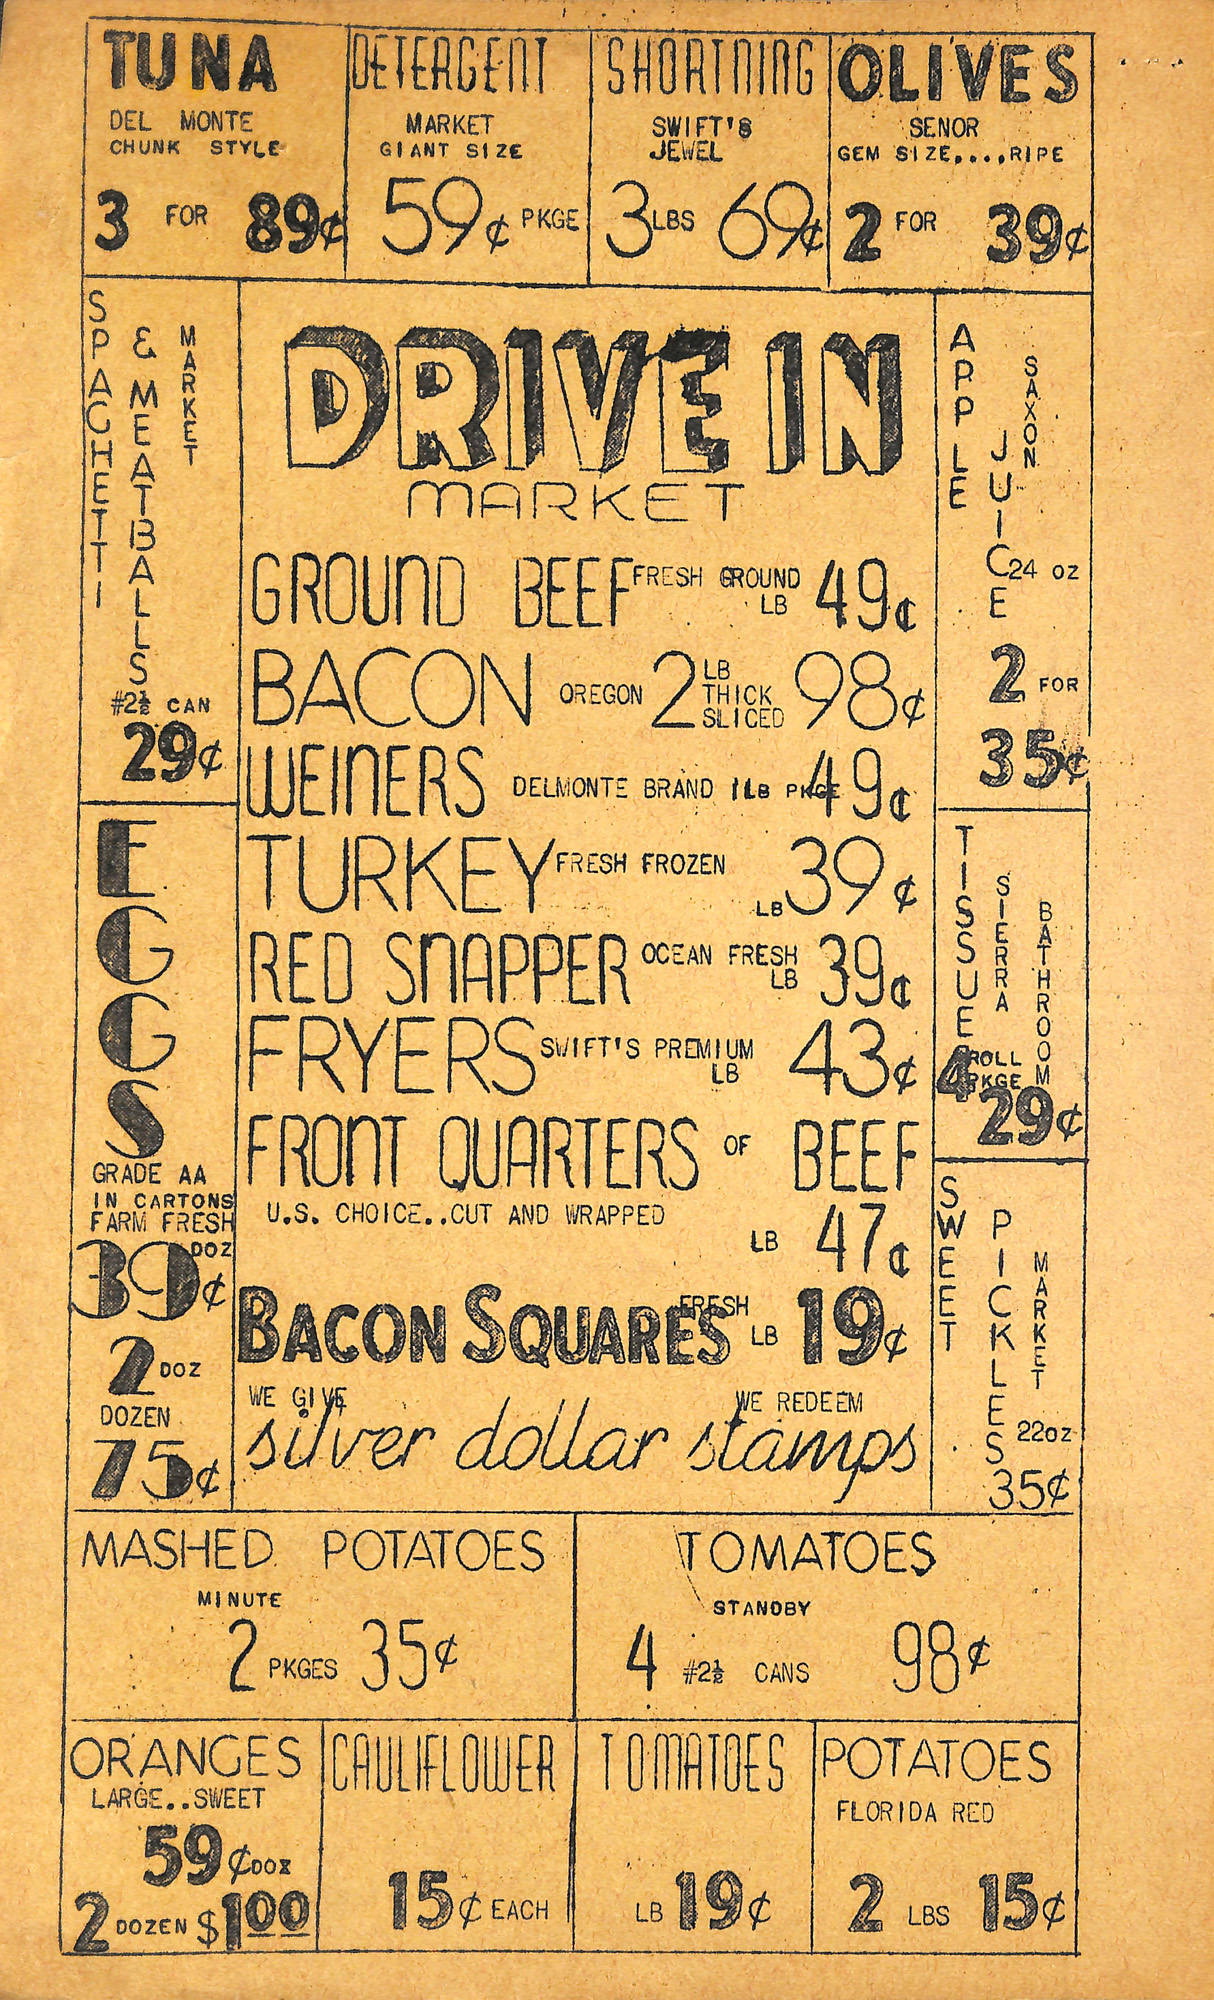 TUNA
DEL MONTE
CHUNK STYLE
3 FOR 89¢
DETERGENT
MARKET
GIANT SIZE
59¢ PKGE
SHORTNING
SWIFT'S
JEWEL
3 LBS 69¢
OLIVES
SENOR
GEM SIZE....RIPE
2 FOR 39¢
SPAGHETTI
& MEATBALLS
MARKET
#2½ CAN
29¢
EGGS
GRADE AA
IN CARTONS
FARM FRESH
39¢ DOZ
2 DOZ
DOZEN
75¢
DRIVE IN
MARKET
GROUND BEEF FRESH GROUND LB 49¢
BACON OREGON 2 LB THICK SLICED 98¢
WEINERS DELMONTE BRAND 1LB PKGE 49¢
TURKEY FRESH FROZEN LB 39¢
RED SNAPPER OCEAN FRESH LB 39¢
FRYERS SWIFT'S PREMIUM LB 43¢
FRONT QUARTERS OF BEEF
U.S. CHOICE..CUT AND WRAPPED
LB 47¢
BACON SQUARES FRESH LB 19¢
WE GIVE WE REDEEM
silver dollar stamps
APPLE
JUICE
SAXON
24 OZ
2 FOR
35¢
TISSUE
SIERRA
BATHROOM
4 ROLL PKGE
29¢
SWEET
PICKLES
MARKET
22OZ
35¢
MASHED POTATOES
MINUTE
2 PKGES 35¢
TOMATOES
STANDBY
4 #2½ CANS 98¢
ORANGES
LARGE..SWEET
59¢ DOZ
2 DOZEN $1.00
CAULIFLOWER
15¢ EACH
TOMATOES
LB 19¢
POTATOES
FLORIDA RED
2 LBS 15¢